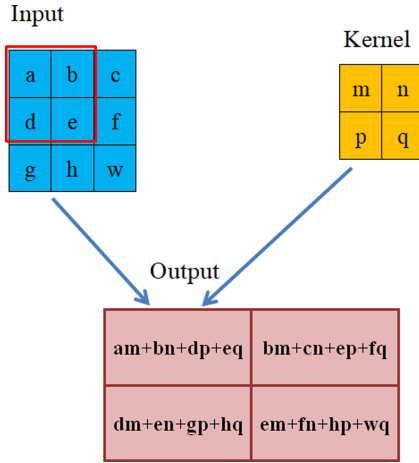 Input
Kernel
a b c
d e f
g h w
m n
p q
Output
am+bn+dp+eq bm+cn+ep+fq
dm+en+gp+hq em+fn+hp+wq